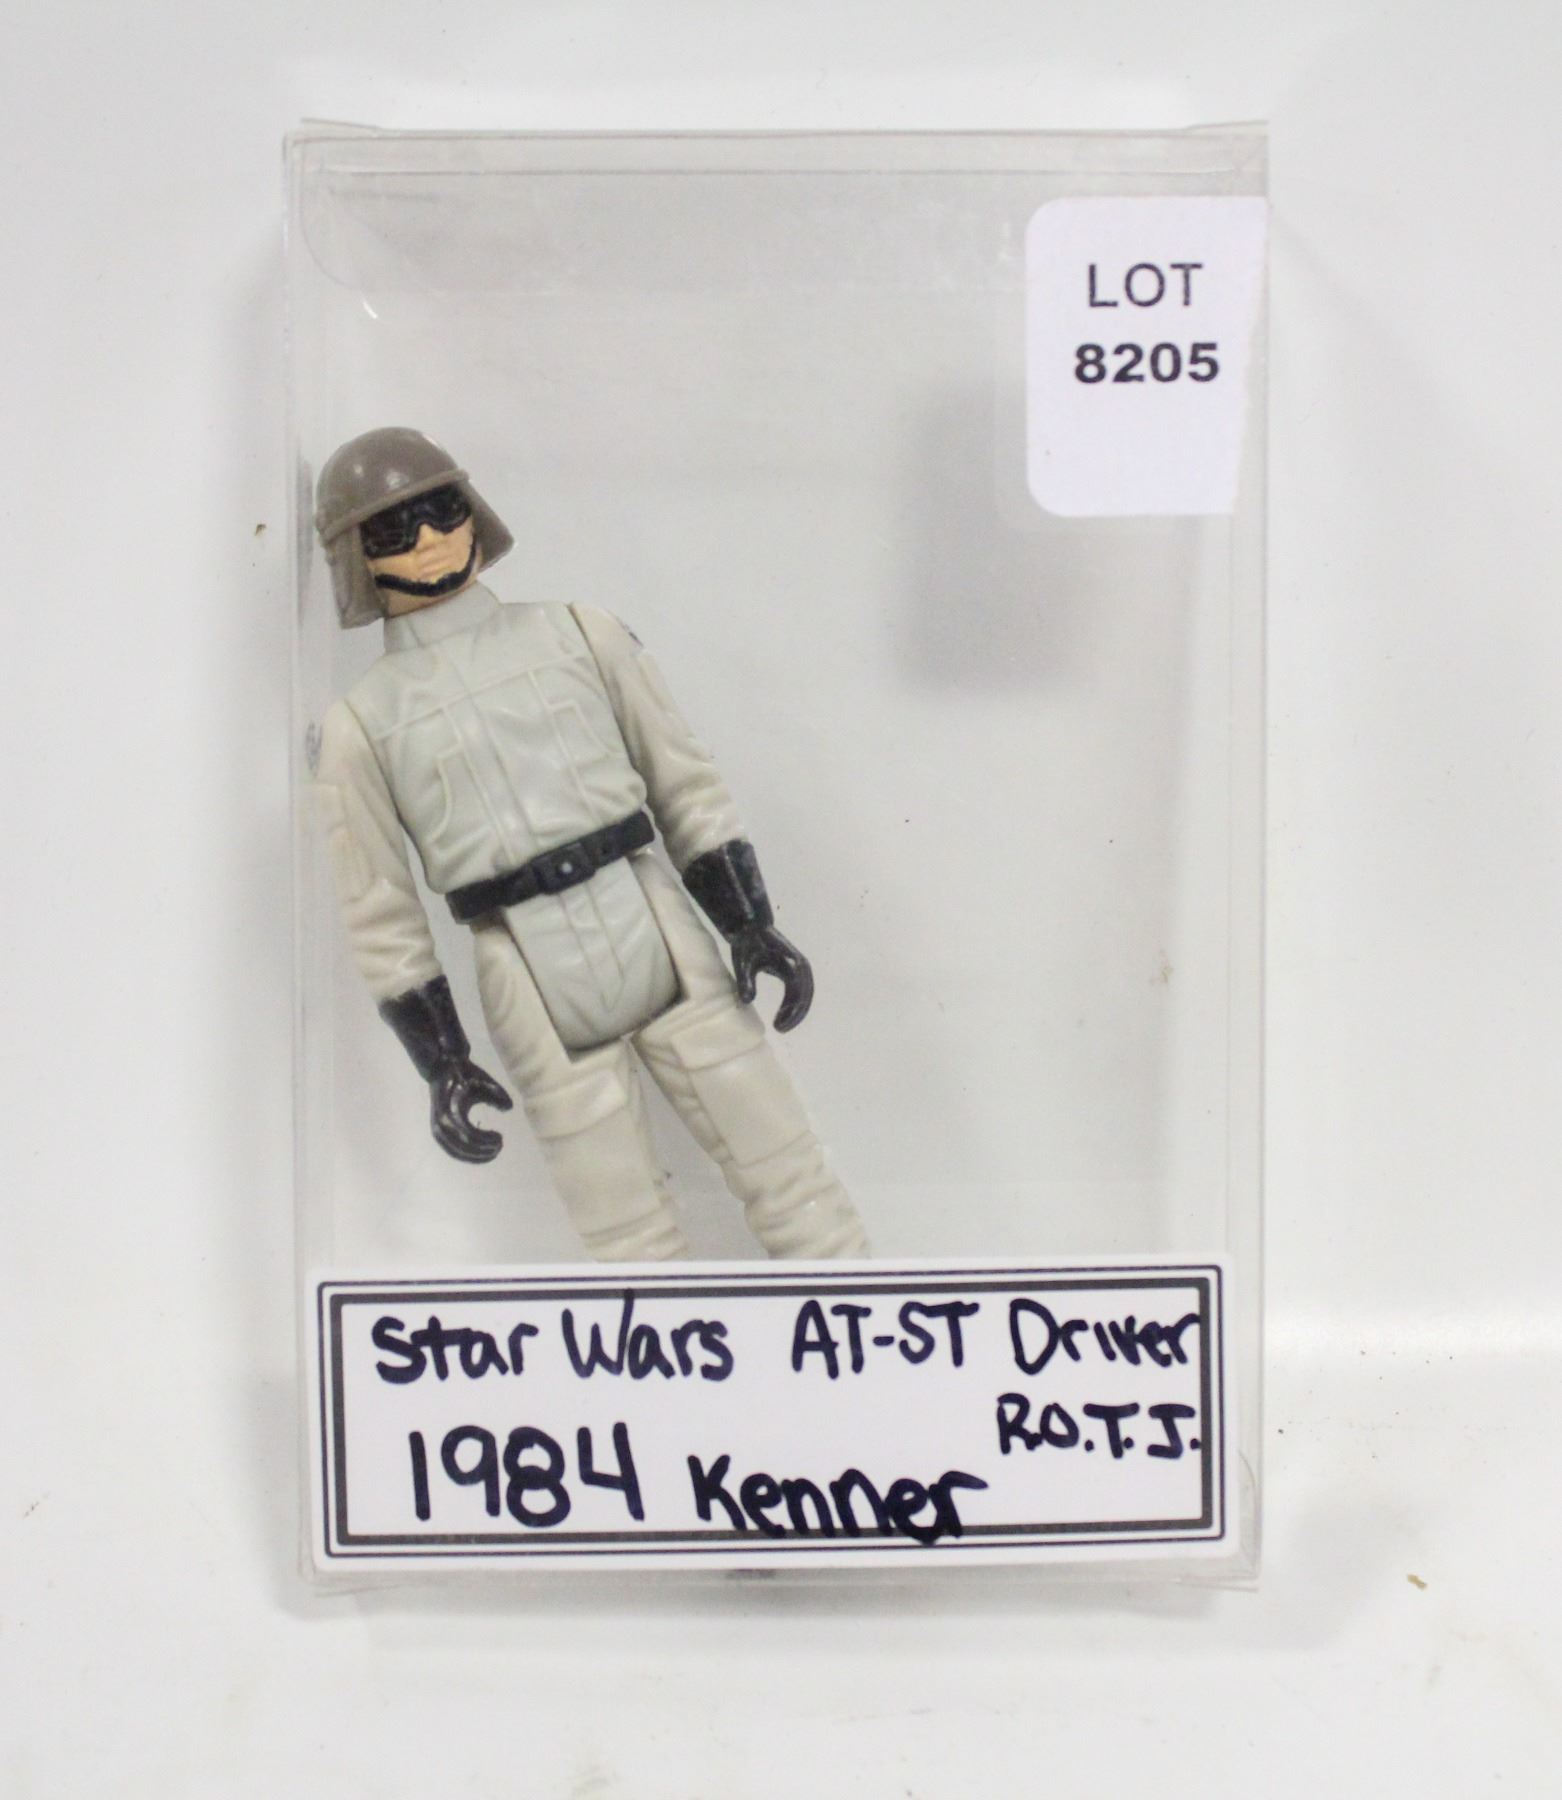 LOT
8205
Star Wars AT-ST Driver
R.O.T.J.
1984 Kenner